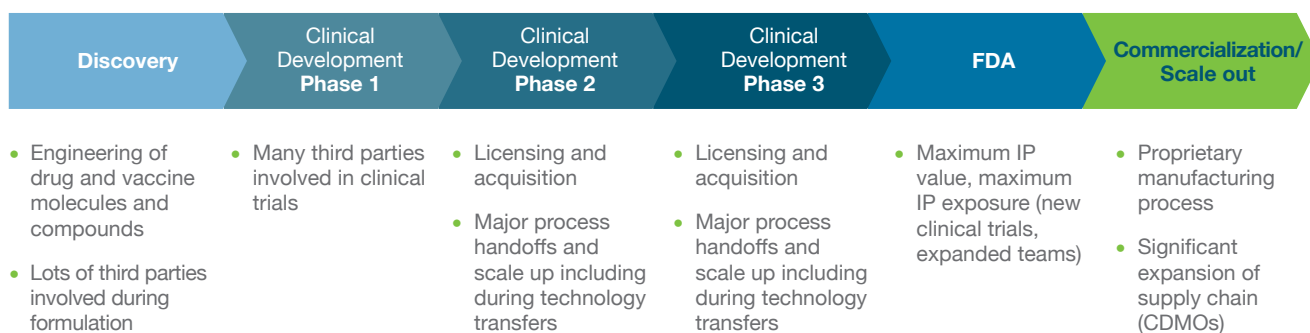 Discovery
Clinical
Development
Phase 1
Clinical
Development
Phase 2
Clinical
Development
Phase 3
FDA
Commercialization/
Scale out
• Engineering of
drug and vaccine
molecules and
compounds
• Lots of third parties
involved during
formulation
• Many third parties
involved in clinical
trials
• Licensing and
acquisition
• Major process
handoffs and
scale up including
during technology
transfers
• Licensing and
acquisition
• Major process
handoffs and
scale up including
during technology
transfers
• Maximum IP
value, maximum
IP exposure (new
clinical trials,
expanded teams)
• Proprietary
manufacturing
process
• Significant
expansion of
supply chain
(CDMOs)